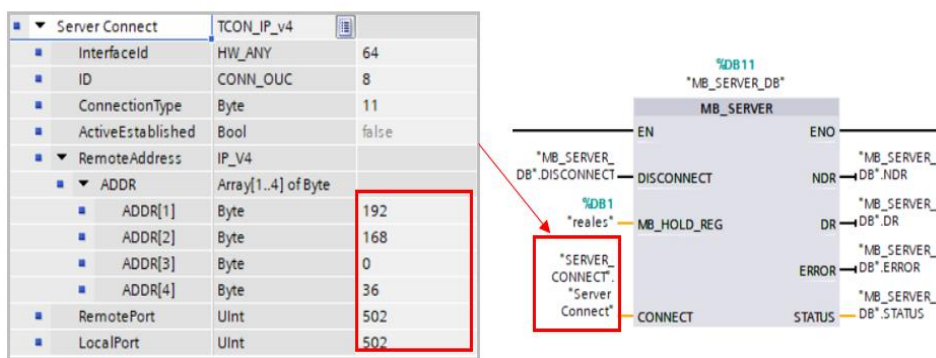 Server Connect TCON_IP_v4
InterfaceId HW_ANY 64
ID CONN_OUC 8
ConnectionType Byte 11
ActiveEstablished Bool false
RemoteAddress IP_V4
ADDR Array[1..4] of Byte
ADDR[1] Byte 192
ADDR[2] Byte 168
ADDR[3] Byte 0
ADDR[4] Byte 36
RemotePort UInt 502
LocalPort UInt 502
%DB11
"MB_SERVER_DB"
MB_SERVER
EN ENO
"MB_SERVER_
DB".DISCONNECT DISCONNECT
%DB1
"reales" MB_HOLD_REG
"SERVER_
CONNECT".
"Server
Connect" CONNECT
"MB_SERVER_
NDR DB".NDR
"MB_SERVER_
DR DB".DR
"MB_SERVER_
ERROR DB".ERROR
"MB_SERVER_
STATUS DB".STATUS